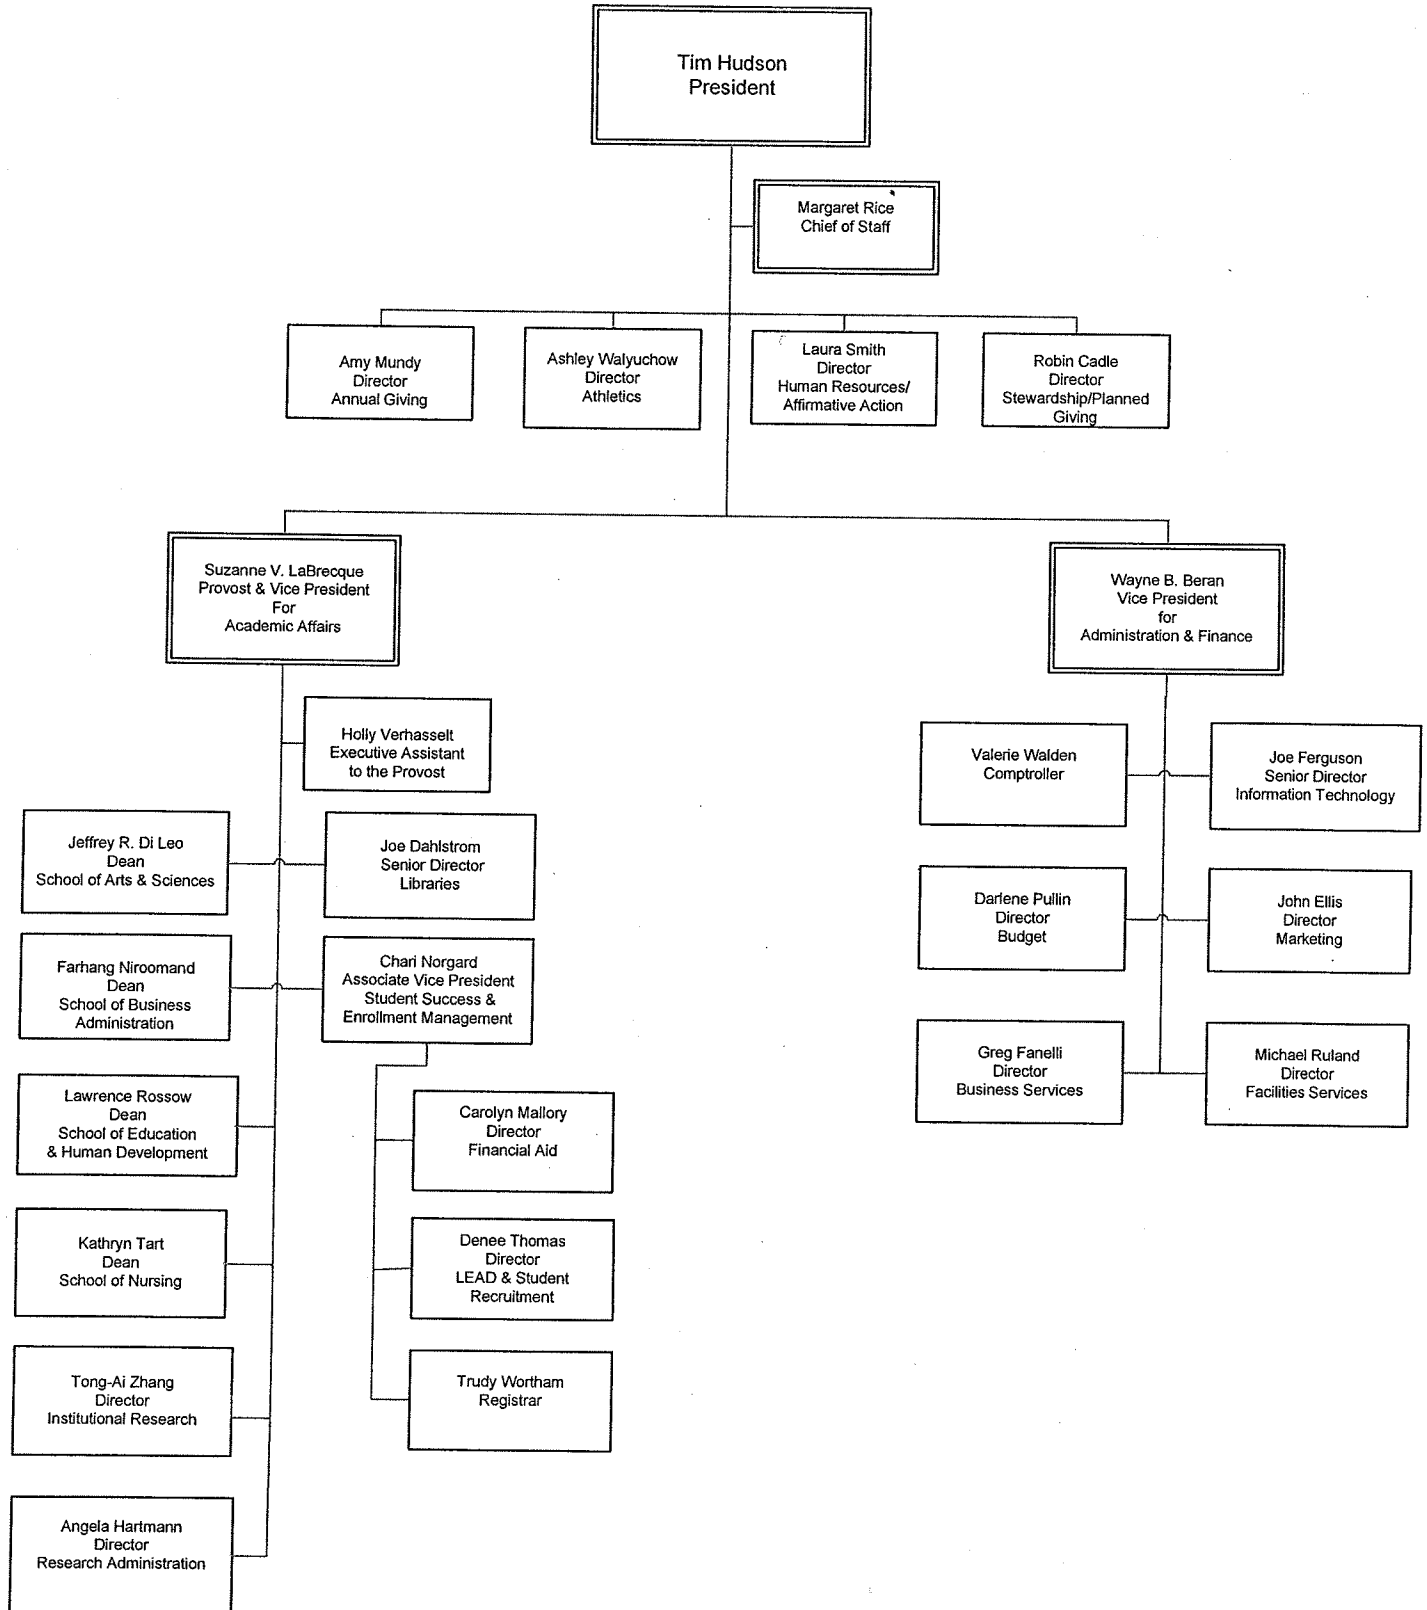 Tim Hudson
President
Margaret Rice
Chief of Staff
Amy Mundy
Director
Annual Giving
Ashley Walyuchow
Director
Athletics
Laura Smith
Director
Human Resources/
Affirmative Action
Robin Cadle
Director
Stewardship/Planned
Giving
Suzanne V. LaBrecque
Provost & Vice President
For
Academic Affairs
Wayne B. Beran
Vice President
for
Administration & Finance
Holly Verhasselt
Executive Assistant
to the Provost
Jeffrey R. Di Leo
Dean
School of Arts & Sciences
Joe Dahlstrom
Senior Director
Libraries
Farhang Niroomand
Dean
School of Business
Administration
Chari Norgard
Associate Vice President
Student Success &
Enrollment Management
Lawrence Rossow
Dean
School of Education
& Human Development
Carolyn Mallory
Director
Financial Aid
Kathryn Tart
Dean
School of Nursing
Denee Thomas
Director
LEAD & Student
Recruitment
Tong-Ai Zhang
Director
Institutional Research
Trudy Wortham
Registrar
Angela Hartmann
Director
Research Administration
Valerie Walden
Comptroller
Joe Ferguson
Senior Director
Information Technology
Darlene Pullin
Director
Budget
John Ellis
Director
Marketing
Greg Fanelli
Director
Business Services
Michael Ruland
Director
Facilities Services